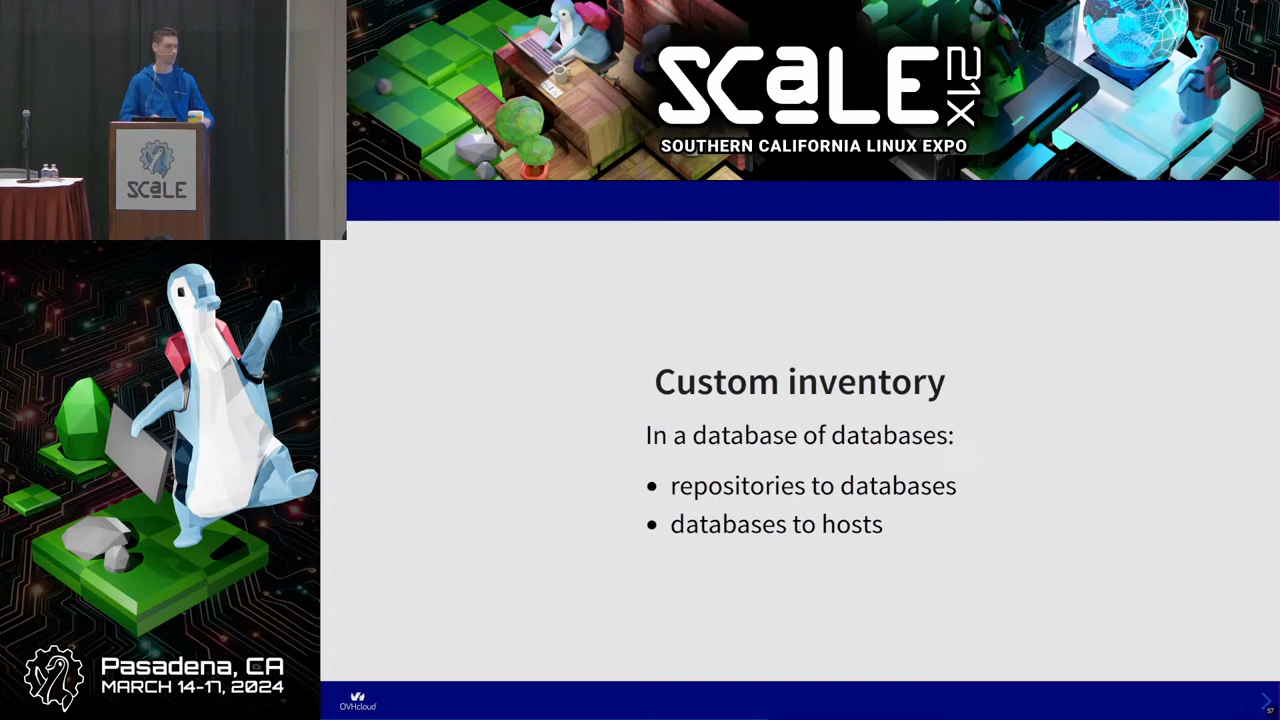 SCaLE
21X
SOUTHERN CALIFORNIA LINUX EXPO
SCaLE
Custom inventory
In a database of databases:
• repositories to databases
• databases to hosts
Pasadena, CA
MARCH 14-17, 2024
OVHcloud
57